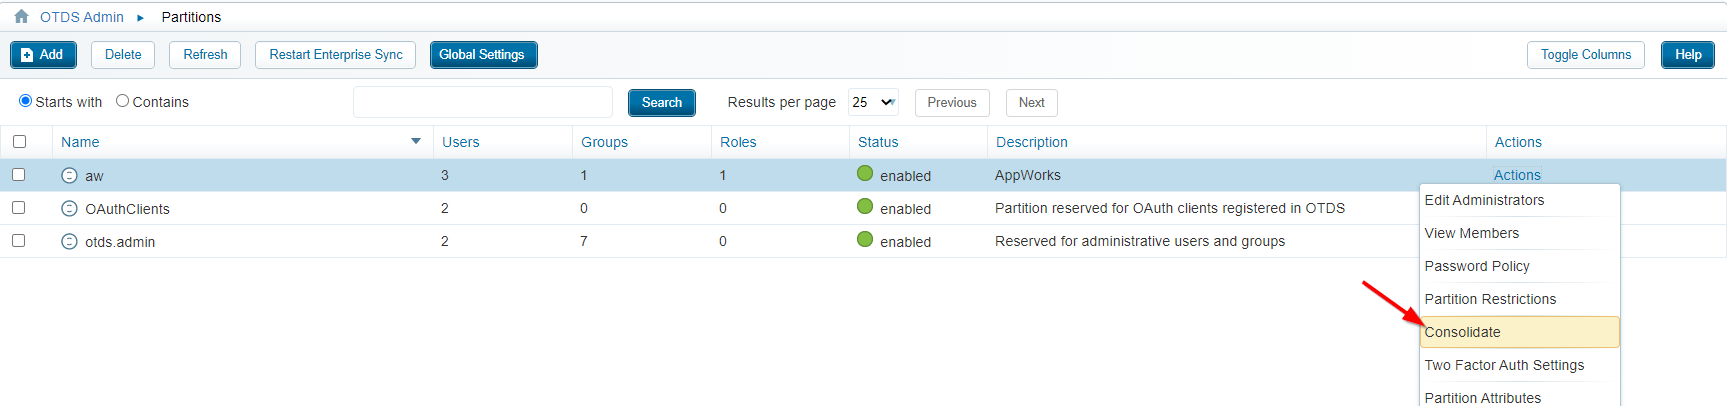 OTDS Admin ▸ Partitions
Add Delete Refresh Restart Enterprise Sync Global Settings Toggle Columns Help
Starts with Contains Search Results per page 25 Previous Next
Name Users Groups Roles Status Description Actions
aw 3 1 1 enabled AppWorks Actions
Edit Administrators
OAuthClients 2 0 0 enabled Partition reserved for OAuth clients registered in OTDS
View Members
otds.admin 2 7 0 enabled Reserved for administrative users and groups
Password Policy
Partition Restrictions
Consolidate
Two Factor Auth Settings
Partition Attributes